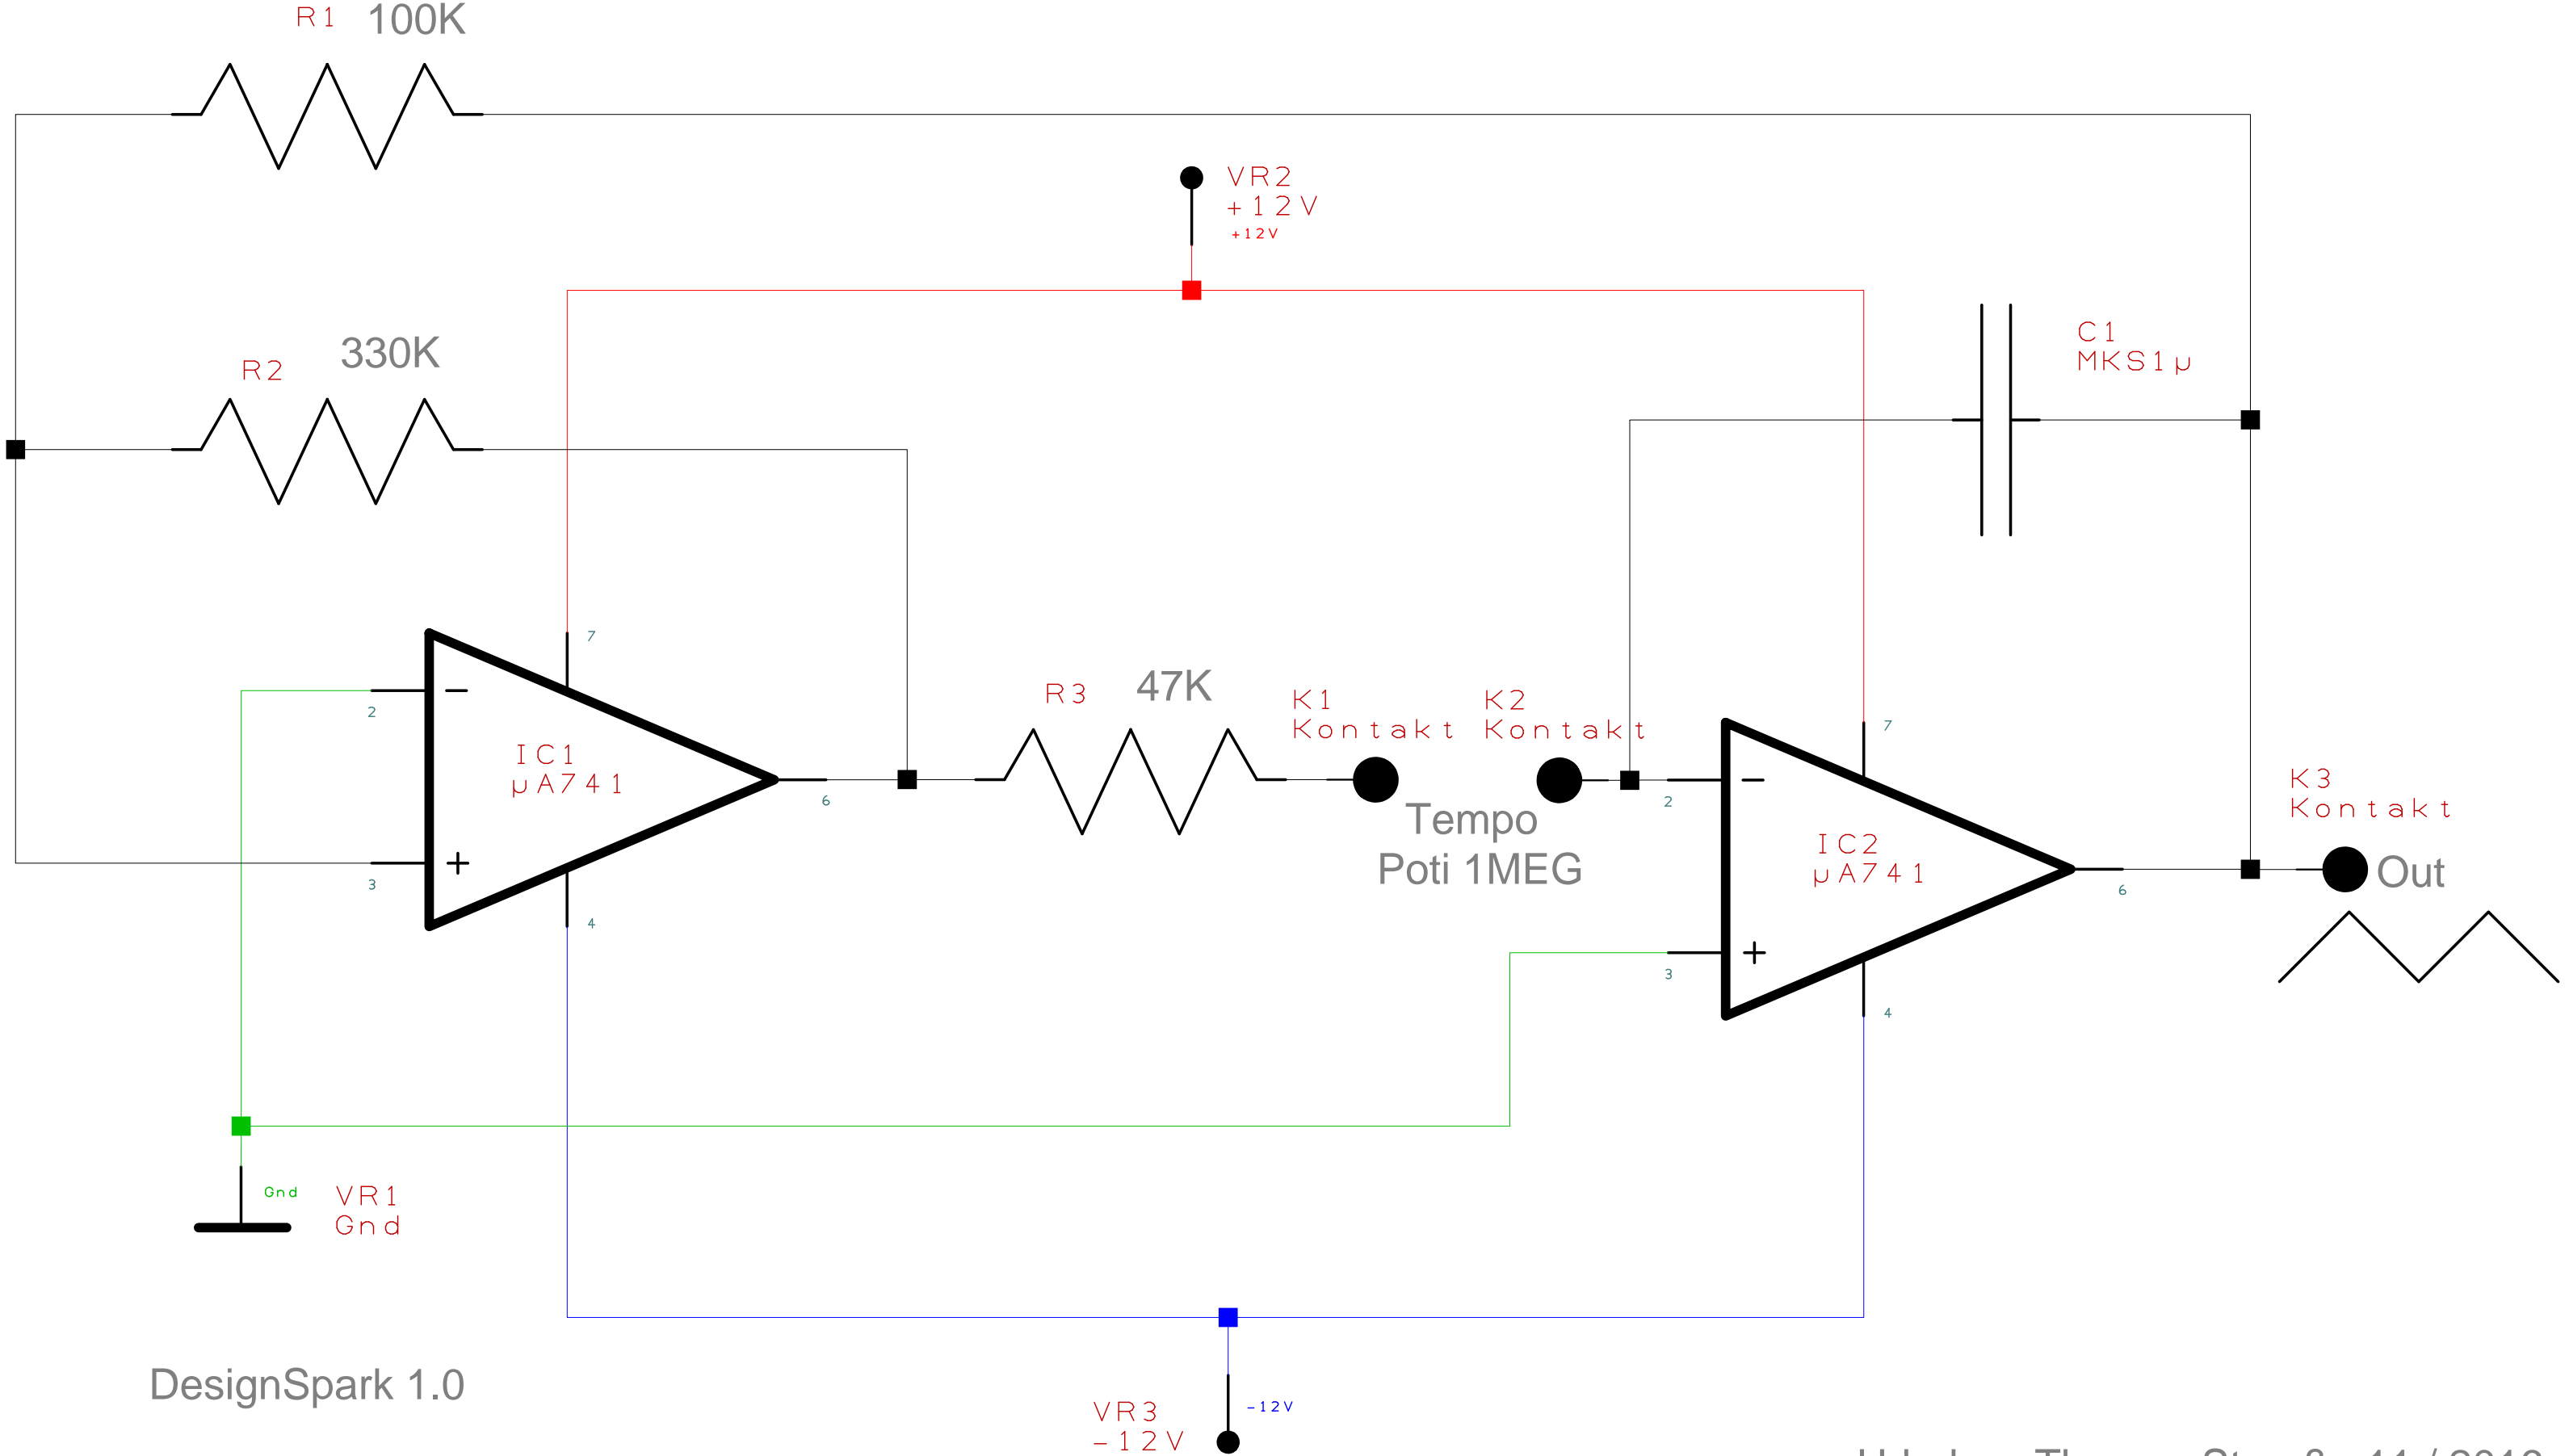 R1 100K
VR2
+12V
+12V
C1
MKS1µ
R2 330K
7
2
IC1
µA741
6
3
4
R3 47K
K1
Kontakt
K2
Kontakt
Tempo
Poti 1MEG
7
2
IC2
µA741
6
3
4
K3
Kontakt
Out
Gnd
VR1
Gnd
DesignSpark 1.0
VR3
-12V
-12V